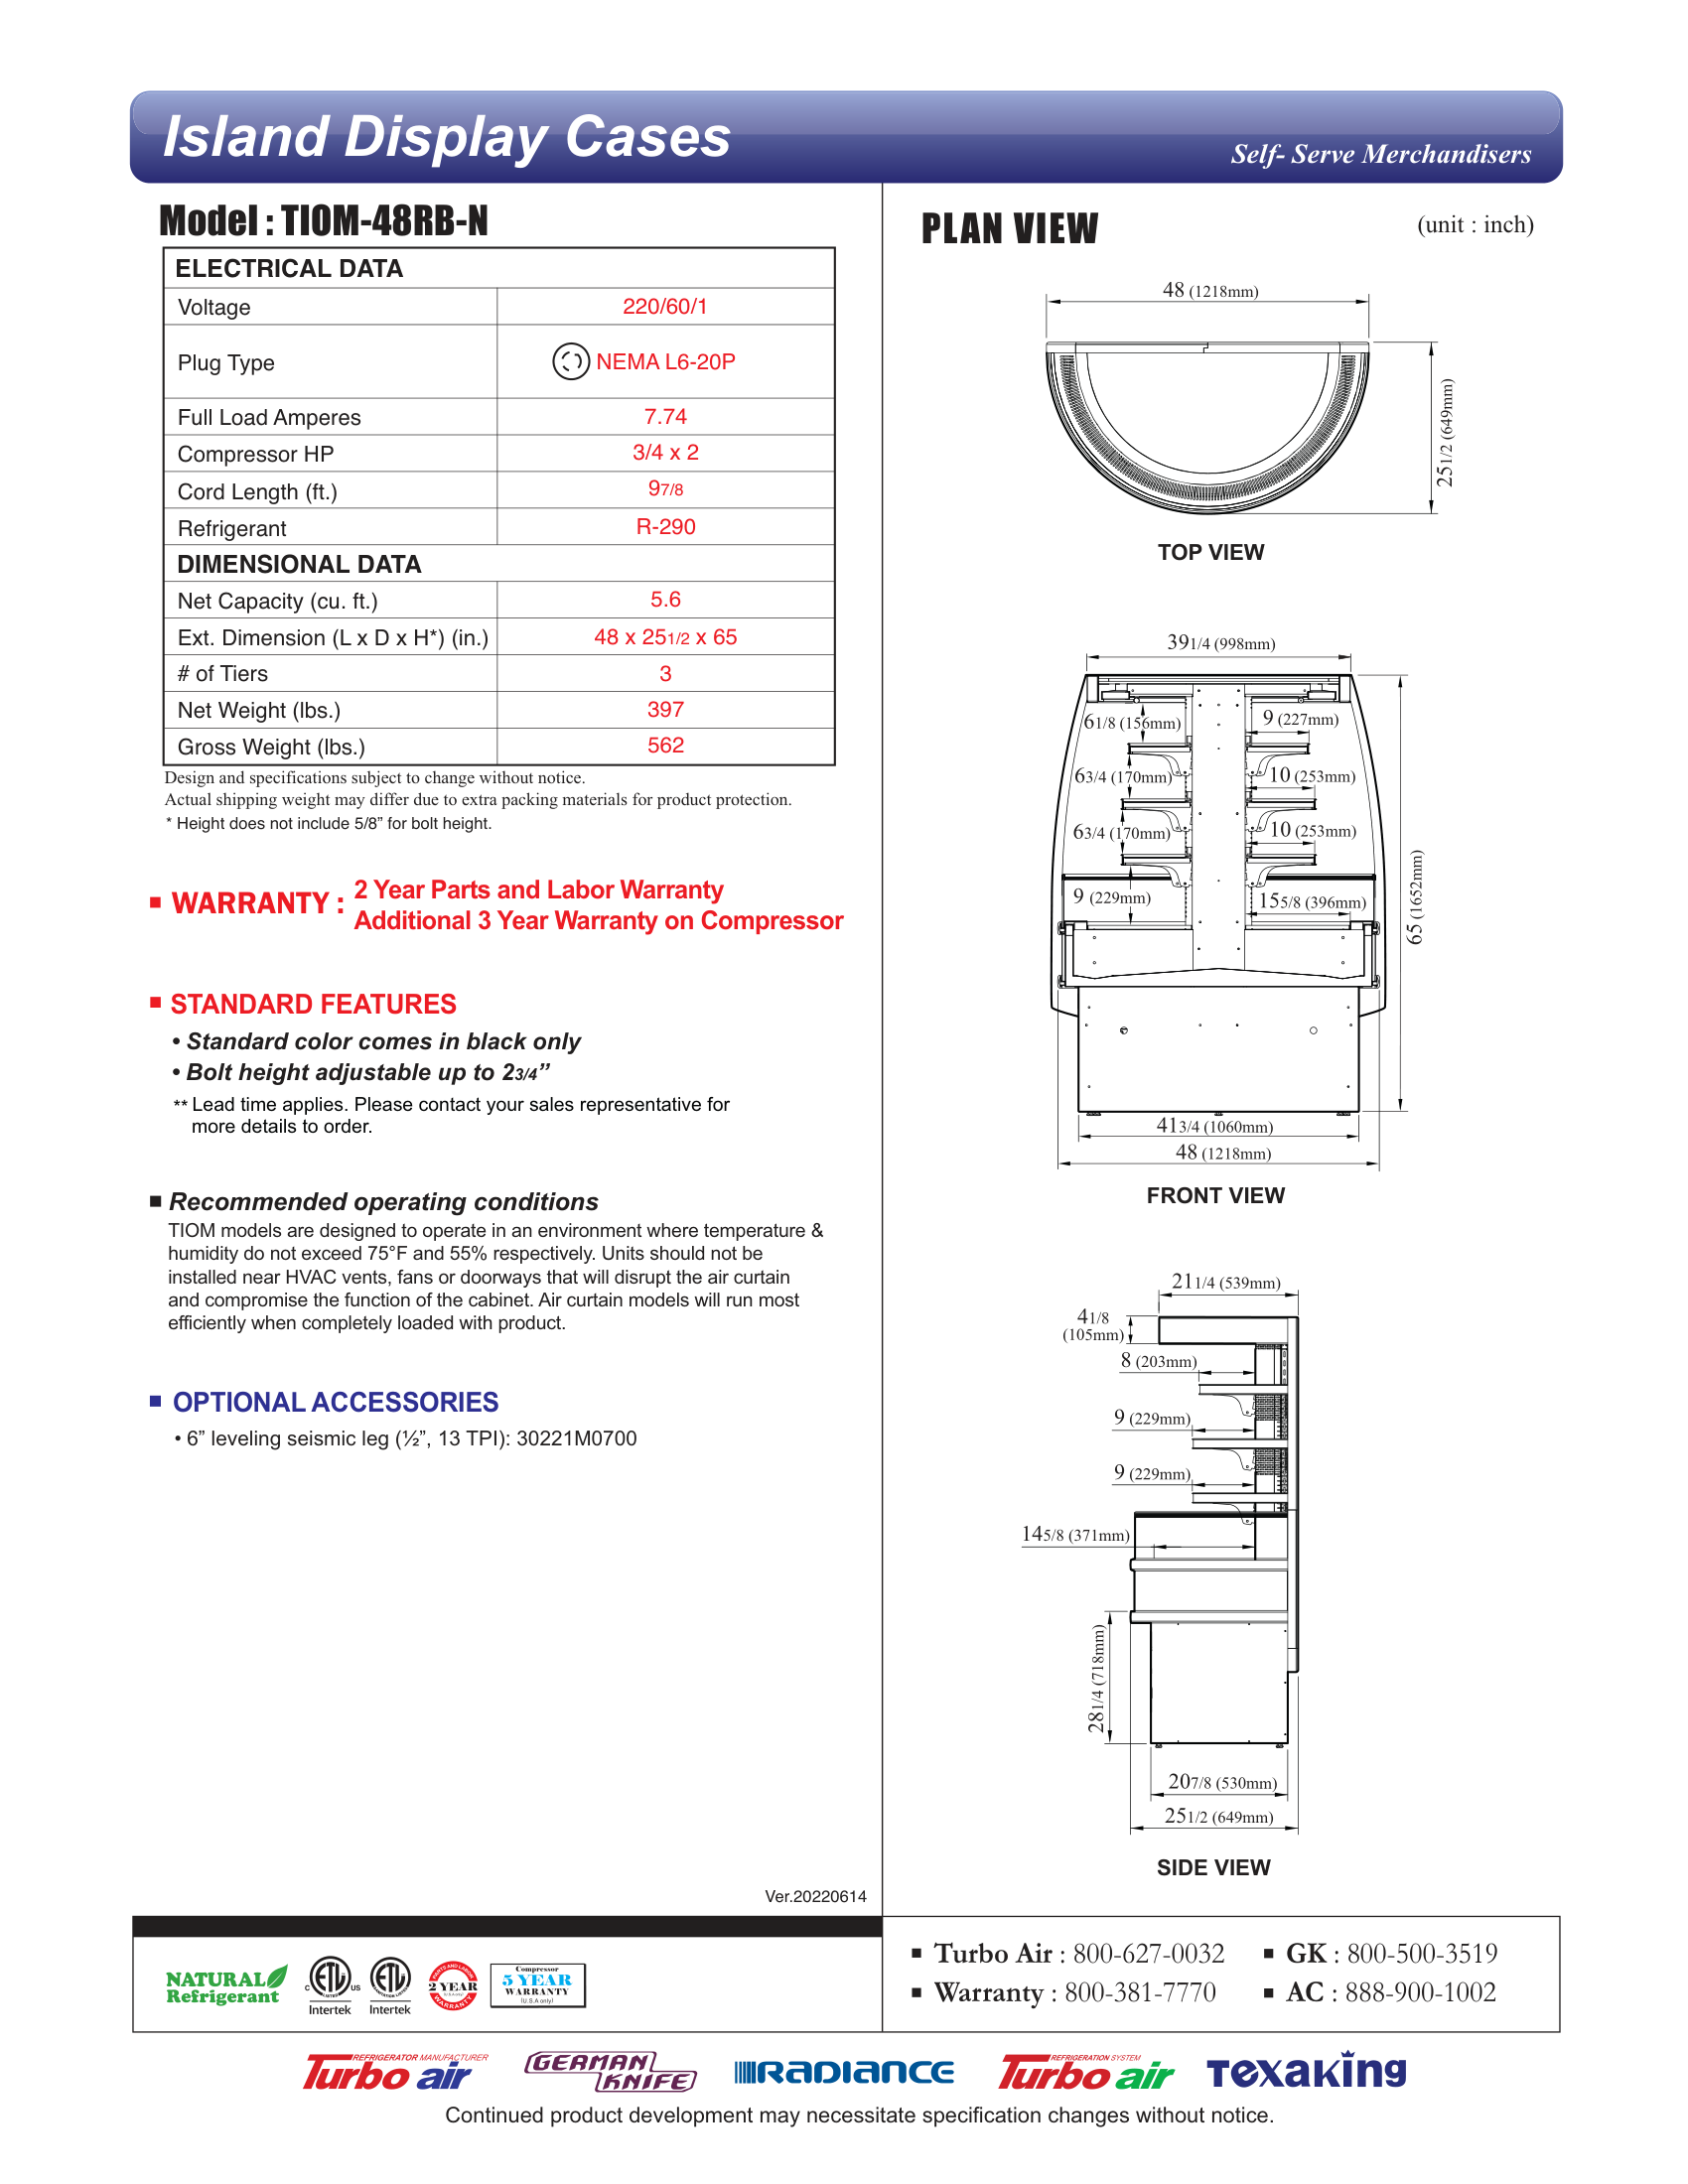 Island Display Cases
Self- Serve Merchandisers
Model : TIOM-48RB-N
ELECTRICAL DATA
Voltage 220/60/1
Plug Type NEMA L6-20P
Full Load Amperes 7.74
Compressor HP 3/4 x 2
Cord Length (ft.) 97/8
Refrigerant R-290
DIMENSIONAL DATA
Net Capacity (cu. ft.) 5.6
Ext. Dimension (L x D x H*) (in.) 48 x 251/2 x 65
# of Tiers 3
Net Weight (lbs.) 397
Gross Weight (lbs.) 562
Design and specifications subject to change without notice.
Actual shipping weight may differ due to extra packing materials for product protection.
* Height does not include 5/8” for bolt height.
■ WARRANTY : 2 Year Parts and Labor Warranty
Additional 3 Year Warranty on Compressor
■ STANDARD FEATURES
• Standard color comes in black only
• Bolt height adjustable up to 23/4”
** Lead time applies. Please contact your sales representative for
more details to order.
■ Recommended operating conditions
TIOM models are designed to operate in an environment where temperature &
humidity do not exceed 75°F and 55% respectively. Units should not be
installed near HVAC vents, fans or doorways that will disrupt the air curtain
and compromise the function of the cabinet. Air curtain models will run most
efficiently when completely loaded with product.
■ OPTIONAL ACCESSORIES
• 6” leveling seismic leg (½”, 13 TPI): 30221M0700
Ver.20220614
PLAN VIEW
(unit : inch)
48 (1218mm)
251/2 (649mm)
TOP VIEW
391/4 (998mm)
61/8 (156mm)
9 (227mm)
63/4 (170mm)
10 (253mm)
63/4 (170mm)
10 (253mm)
9 (229mm)
155/8 (396mm)
65 (1652mm)
413/4 (1060mm)
48 (1218mm)
FRONT VIEW
211/4 (539mm)
41/8
(105mm)
8 (203mm)
9 (229mm)
9 (229mm)
145/8 (371mm)
281/4 (718mm)
207/8 (530mm)
251/2 (649mm)
SIDE VIEW
NATURAL
Refrigerant
C ETL US
Intertek
ETL
Intertek
PARTS AND LABOR
2 YEAR
WARRANTY
Compressor
5 YEAR
WARRANTY
(U.S.A only)
■ Turbo Air : 800-627-0032
■ GK : 800-500-3519
■ Warranty : 800-381-7770
■ AC : 888-900-1002
REFRIGERATOR MANUFACTURER
Turbo air
GERMAN
KNIFE
RADIANCE
REFRIGERATION SYSTEM
Turbo air
Texaking
Continued product development may necessitate specification changes without notice.